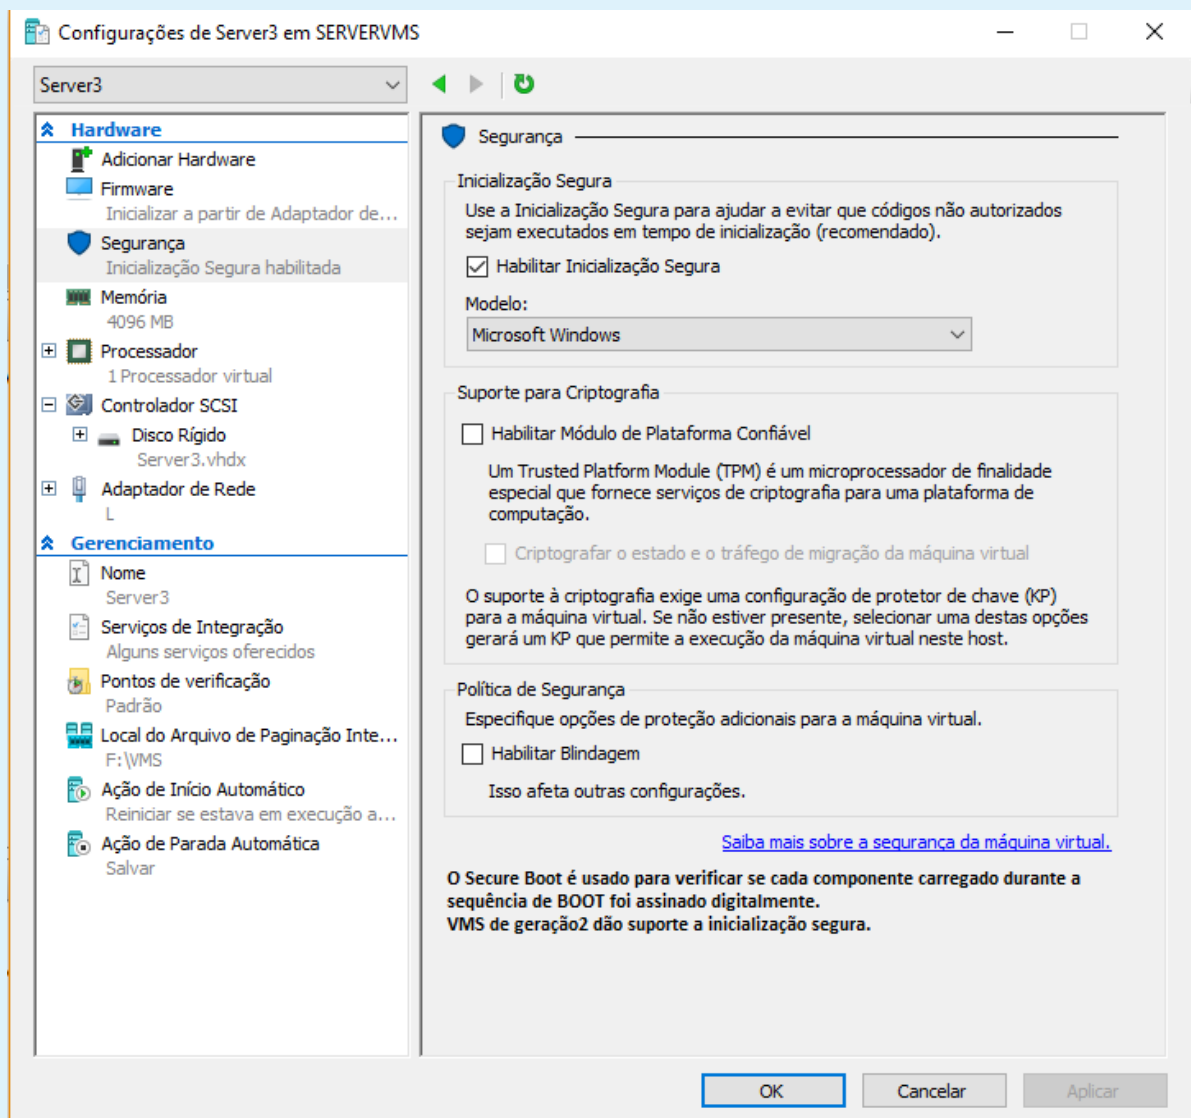 Configurações de Server3 em SERVERVMS
Server3
Hardware
Adicionar Hardware
Firmware
Inicializar a partir de Adaptador de...
Segurança
Inicialização Segura habilitada
Memória
4096 MB
Processador
1 Processador virtual
Controlador SCSI
Disco Rígido
Server3.vhdx
Adaptador de Rede
L
Gerenciamento
Nome
Server3
Serviços de Integração
Alguns serviços oferecidos
Pontos de verificação
Padrão
Local do Arquivo de Paginação Inte...
F:\VMS
Ação de Início Automático
Reiniciar se estava em execução a...
Ação de Parada Automática
Salvar
Segurança
Inicialização Segura
Use a Inicialização Segura para ajudar a evitar que códigos não autorizados
sejam executados em tempo de inicialização (recomendado).
Habilitar Inicialização Segura
Modelo:
Microsoft Windows
Suporte para Criptografia
Habilitar Módulo de Plataforma Confiável
Um Trusted Platform Module (TPM) é um microprocessador de finalidade
especial que fornece serviços de criptografia para uma plataforma de
computação.
Criptografar o estado e o tráfego de migração da máquina virtual
O suporte à criptografia exige uma configuração de protetor de chave (KP)
para a máquina virtual. Se não estiver presente, selecionar uma destas opções
gerará um KP que permite a execução da máquina virtual neste host.
Política de Segurança
Especifique opções de proteção adicionais para a máquina virtual.
Habilitar Blindagem
Isso afeta outras configurações.
Saiba mais sobre a segurança da máquina virtual.
O Secure Boot é usado para verificar se cada componente carregado durante a
sequência de BOOT foi assinado digitalmente.
VMS de geração2 dão suporte a inicialização segura.
OK
Cancelar
Aplicar